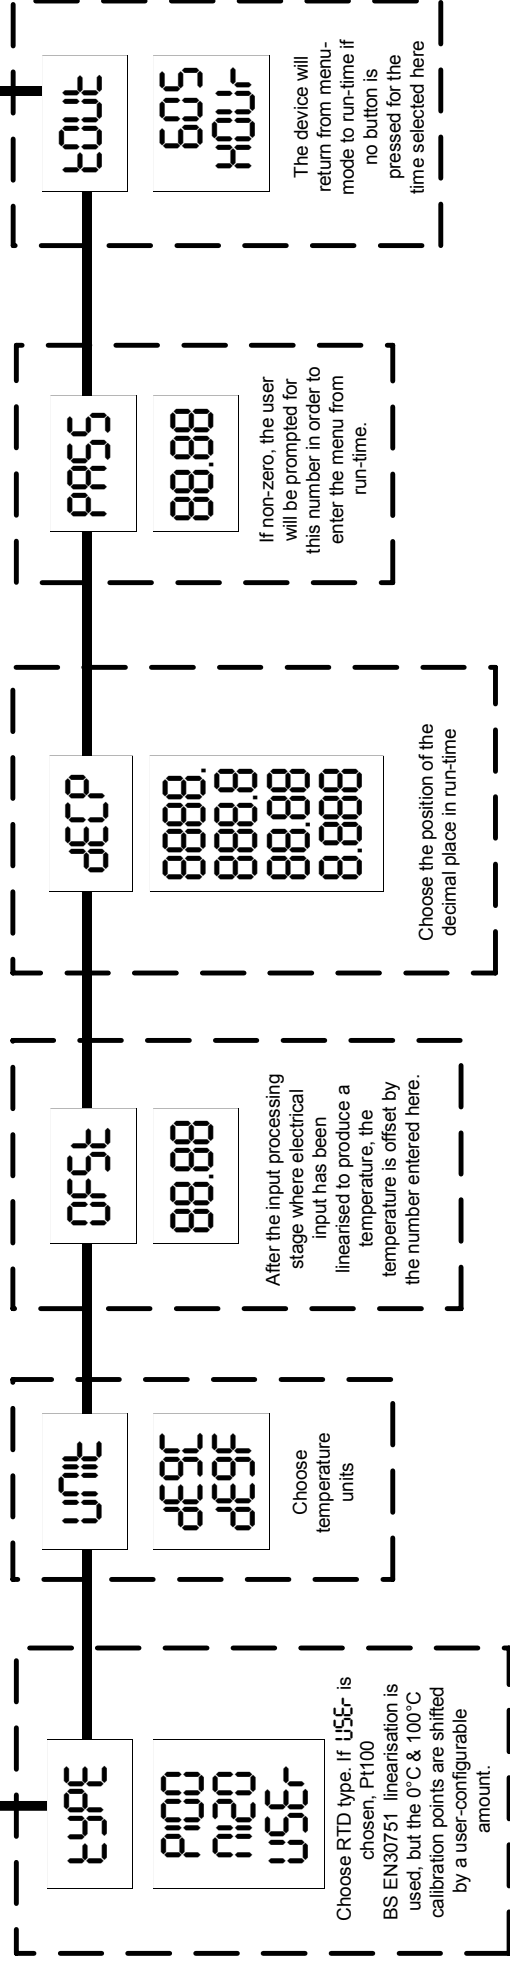 tYPE
P100
ni20
USEr
Choose RTD type. If USEr is
chosen, Pt100
BS EN30751 linearisation is
used, but the 0°C & 100°C
calibration points are shifted
by a user-configurable
amount.
Unit
dEGC
dEGF
Choose
temperature
units
OFSt
88.88
After the input processing
stage where electrical
input has been
linearised to produce a
temperature, the
temperature is offset by
the number entered here.
dECP
8888.
888.8
88.88
8.888
Choose the position of the
decimal place in run-time
PASS
88.88
If non-zero, the user
will be prompted for
this number in order to
enter the menu from
run-time.
tOUt
60S
HOUr
The device will
return from menu-
mode to run-time if
no button is
pressed for the
time selected here